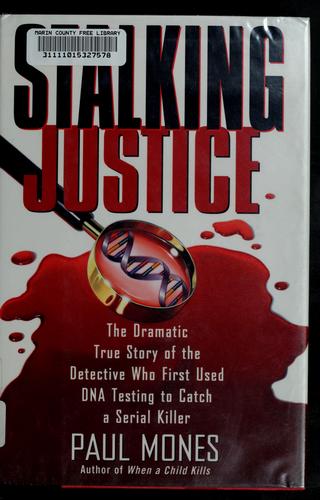 MARIN COUNTY FREE LIBRARY
31111015327578
STALKING
JUSTICE
The Dramatic
True Story of the
Detective Who First Used
DNA Testing to Catch
a Serial Killer
PAUL MONES
Author of When a Child Kills